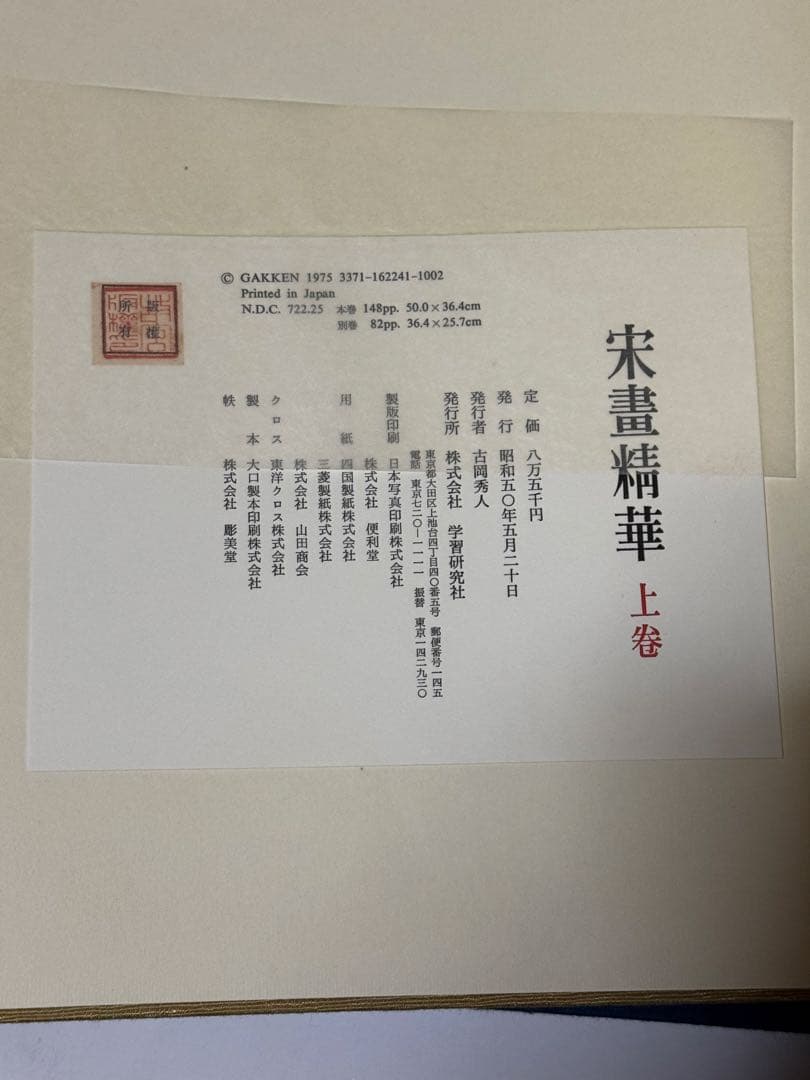 宋畫精華 上巻
定価 八万五千円
発行 昭和五〇年五月二十日
発行者 古岡秀人
発行所 株式会社 学習研究社
東京都大田区上池台四丁目四〇番五号 郵便番号一四五
電話 東京七二〇―一一一一 振替 東京一四二九三〇
製版印刷 日本写真印刷株式会社
株式会社 便利堂
用紙 四国製紙株式会社
三菱製紙株式会社
株式会社 山田商会
クロス 東洋クロス株式会社
製本 大口製本印刷株式会社
帙 株式会社 彫美堂
© GAKKEN 1975 3371-162241-1002
Printed in Japan
N.D.C. 722.25 本巻 148pp. 50.0×36.4cm
別巻 82pp. 36.4×25.7cm
版権
所有